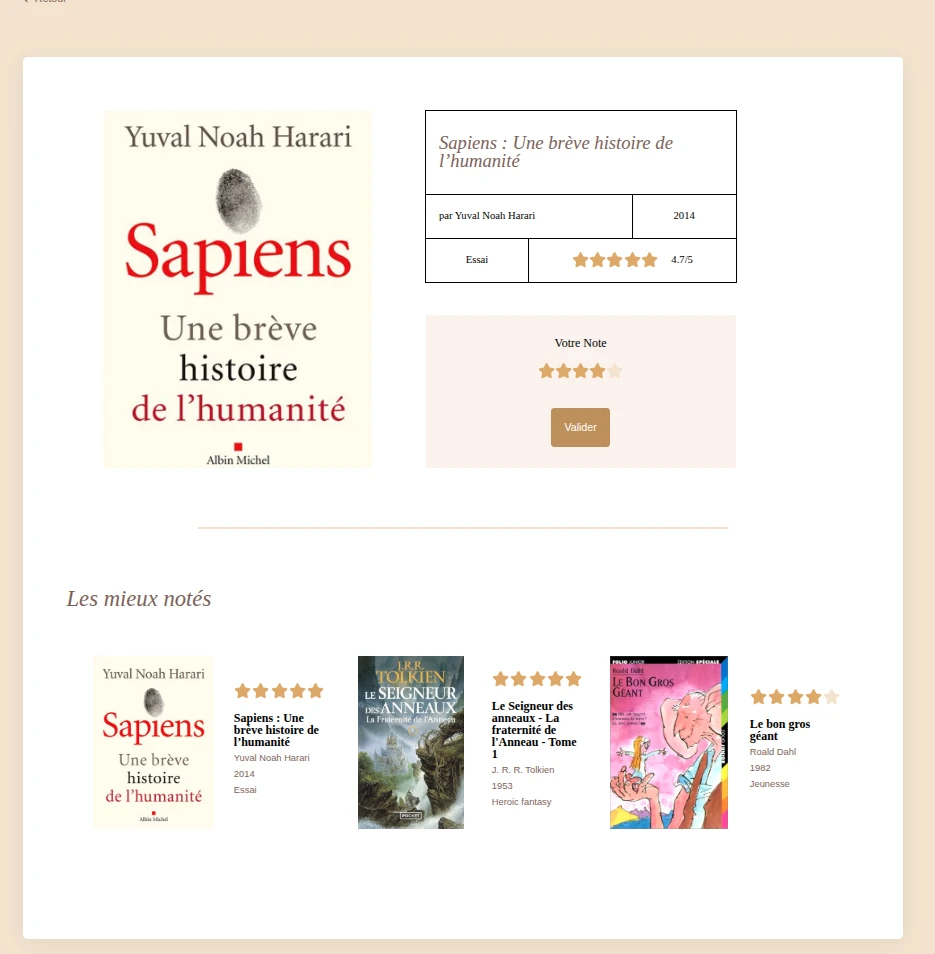 Retour
Yuval Noah Harari
Sapiens
Une brève
histoire
de l’humanité
Albin Michel
Sapiens : Une brève histoire de
l’humanité
par Yuval Noah Harari
2014
Essai
4.7/5
Votre Note
Valider
Les mieux notés
Yuval Noah Harari
Sapiens
Une brève
histoire
de l’humanité
Albin Michel
Sapiens : Une
brève histoire de
l’humanité
Yuval Noah Harari
2014
Essai
J.R.R.
TOLKIEN
LE SEIGNEUR
DES ANNEAUX
La Fraternité de l’Anneau
POCKET
Le Seigneur des
anneaux - La
fraternité de
l'Anneau - Tome
1
J. R. R. Tolkien
1953
Heroic fantasy
FOLIO JUNIOR
ÉDITION SPÉCIALE
Roald Dahl
LE BON GROS
GÉANT
Le bon gros
géant
Roald Dahl
1982
Jeunesse